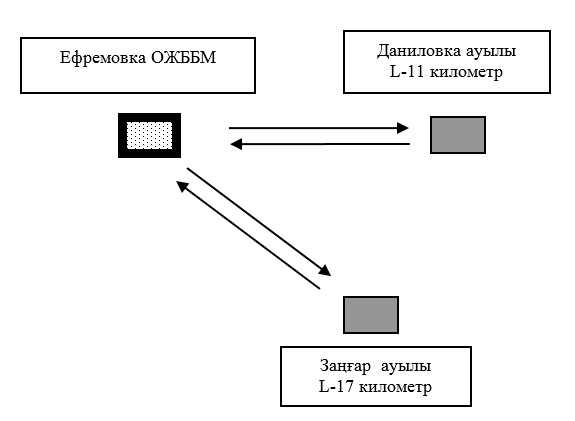 Ефремовка ОЖББМ
Даниловка ауылы
L-11 километр
Заңғар ауылы
L-17 километр